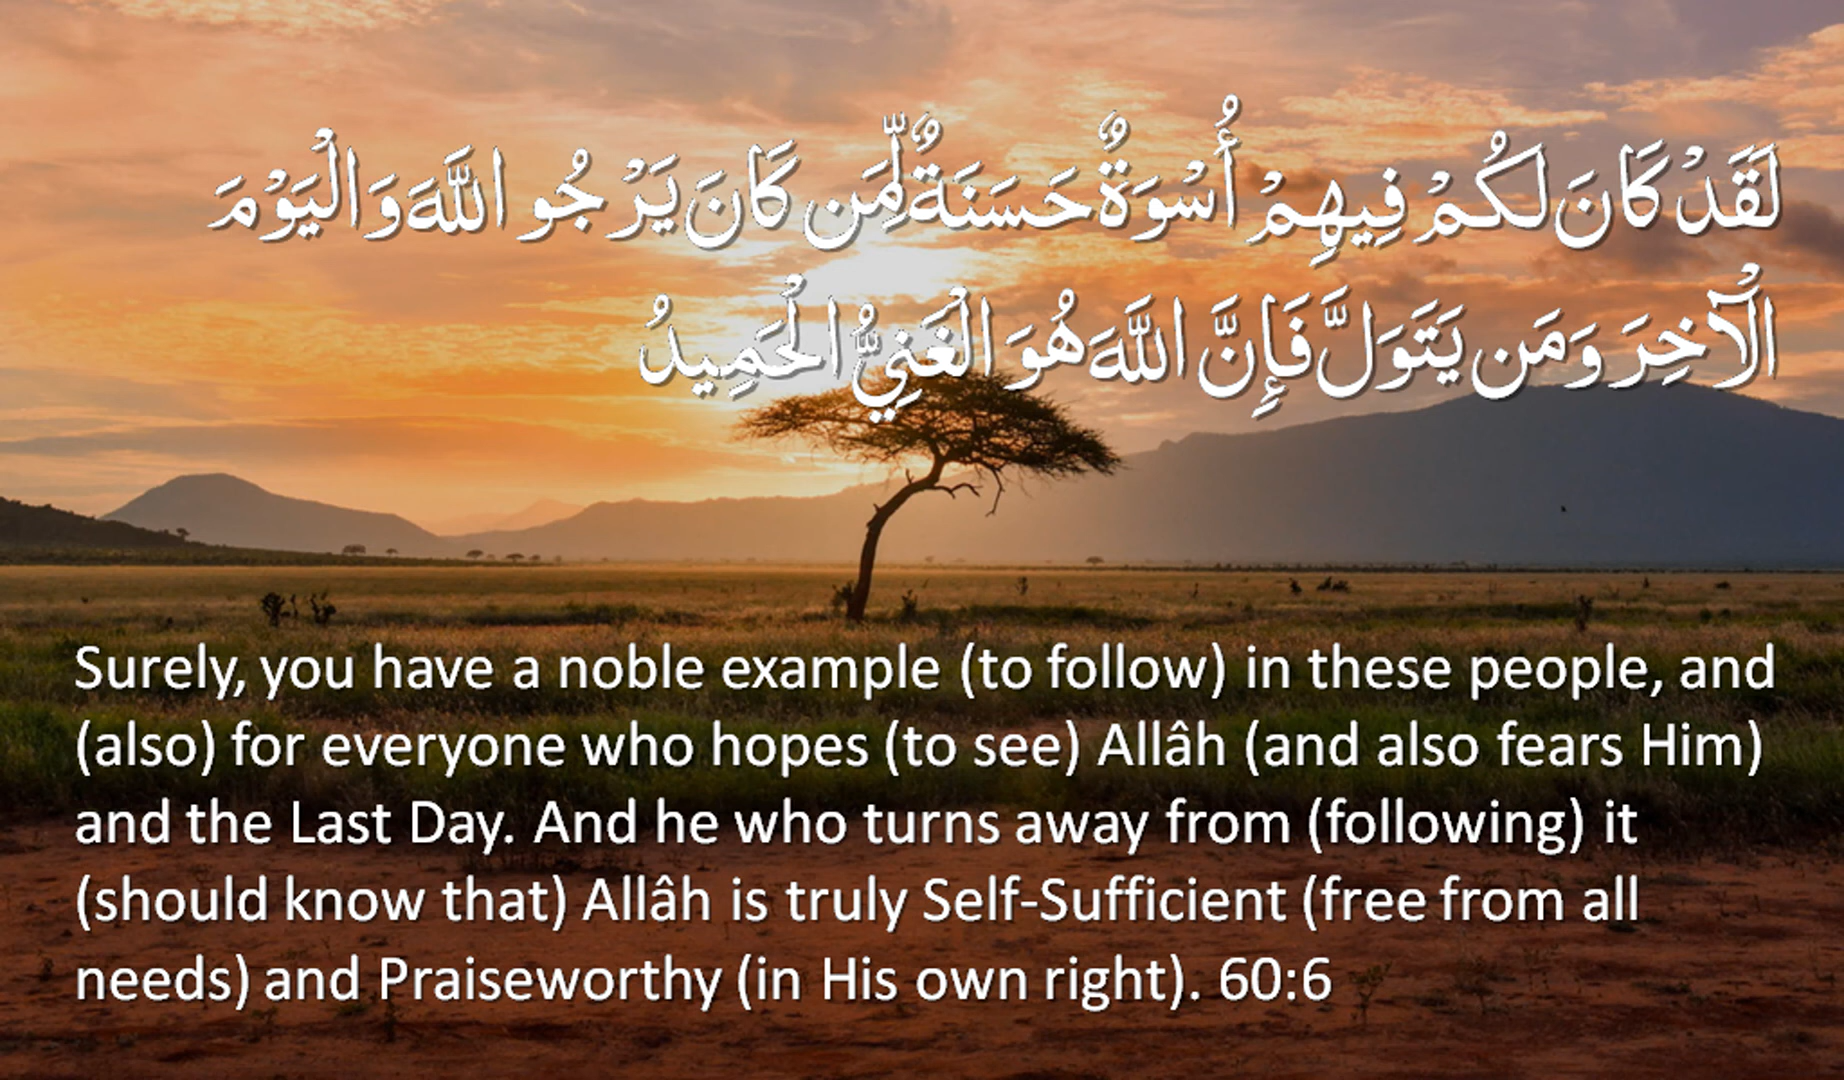 لَقَدْ كَانَ لَكُمْ فِيهِمْ أُسْوَةٌ حَسَنَةٌ لِّمَن كَانَ يَرْجُو اللَّهَ وَالْيَوْمَ
الْآخِرَ وَمَن يَتَوَلَّ فَإِنَّ اللَّهَ هُوَ الْغَنِيُّ الْحَمِيدُ
Surely, you have a noble example (to follow) in these people, and
(also) for everyone who hopes (to see) Allâh (and also fears Him)
and the Last Day. And he who turns away from (following) it
(should know that) Allâh is truly Self-Sufficient (free from all
needs) and Praiseworthy (in His own right). 60:6